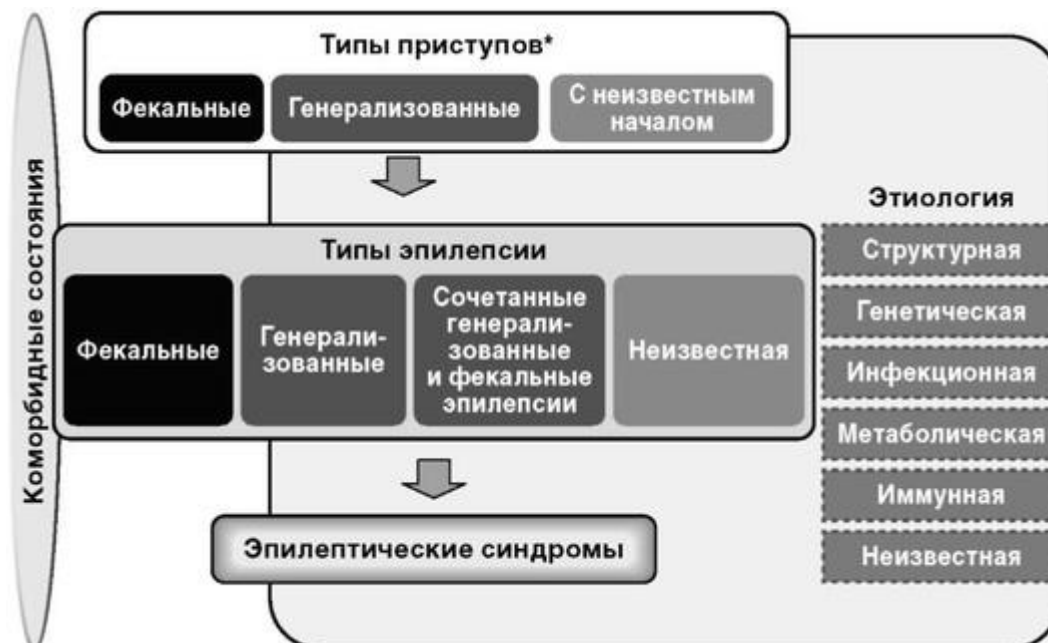 Типы приступов*
Фекальные
Генерализованные
С неизвестным
началом
Коморбидные состояния
Типы эпилепсии
Фекальные
Генерали-
зованные
Сочетанные
генерали-
зованные
и фекальные
эпилепсии
Неизвестная
Эпилептические синдромы
Этиология
Структурная
Генетическая
Инфекционная
Метаболическая
Иммунная
Неизвестная